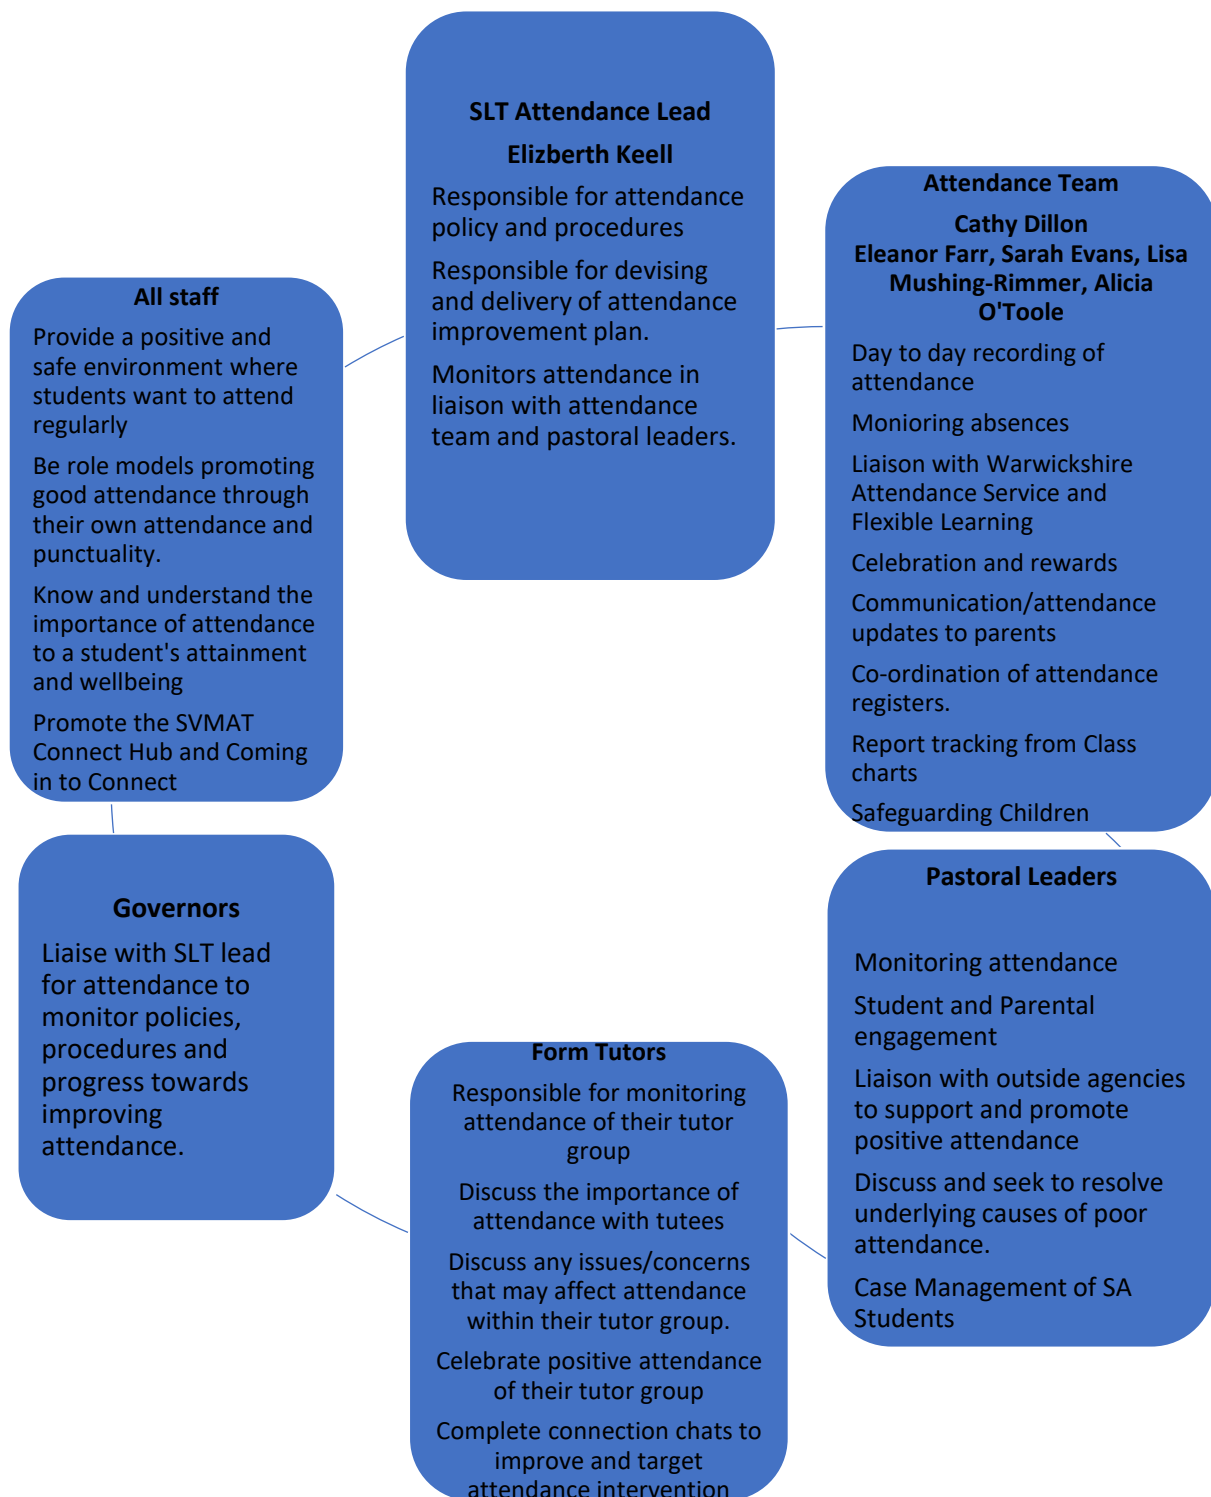 SLT Attendance Lead
Elizberth Keell
Responsible for attendance
policy and procedures
Responsible for devising
and delivery of attendance
improvement plan.
Monitors attendance in
liaison with attendance
team and pastoral leaders.
Attendance Team
Cathy Dillon
Eleanor Farr, Sarah Evans, Lisa
Mushing-Rimmer, Alicia
O'Toole
Day to day recording of
attendance
Monioring absences
Liaison with Warwickshire
Attendance Service and
Flexible Learning
Celebration and rewards
Communication/attendance
updates to parents
Co-ordination of attendance
registers.
Report tracking from Class
charts
Safeguarding Children
Pastoral Leaders
Monitoring attendance
Student and Parental
engagement
Liaison with outside agencies
to support and promote
positive attendance
Discuss and seek to resolve
underlying causes of poor
attendance.
Case Management of SA
Students
Form Tutors
Responsible for monitoring
attendance of their tutor
group
Discuss the importance of
attendance with tutees
Discuss any issues/concerns
that may affect attendance
within their tutor group.
Celebrate positive attendance
of their tutor group
Complete connection chats to
improve and target
attendance intervention
Governors
Liaise with SLT lead
for attendance to
monitor policies,
procedures and
progress towards
improving
attendance.
All staff
Provide a positive and
safe environment where
students want to attend
regularly
Be role models promoting
good attendance through
their own attendance and
punctuality.
Know and understand the
importance of attendance
to a student's attainment
and wellbeing
Promote the SVMAT
Connect Hub and Coming
in to Connect